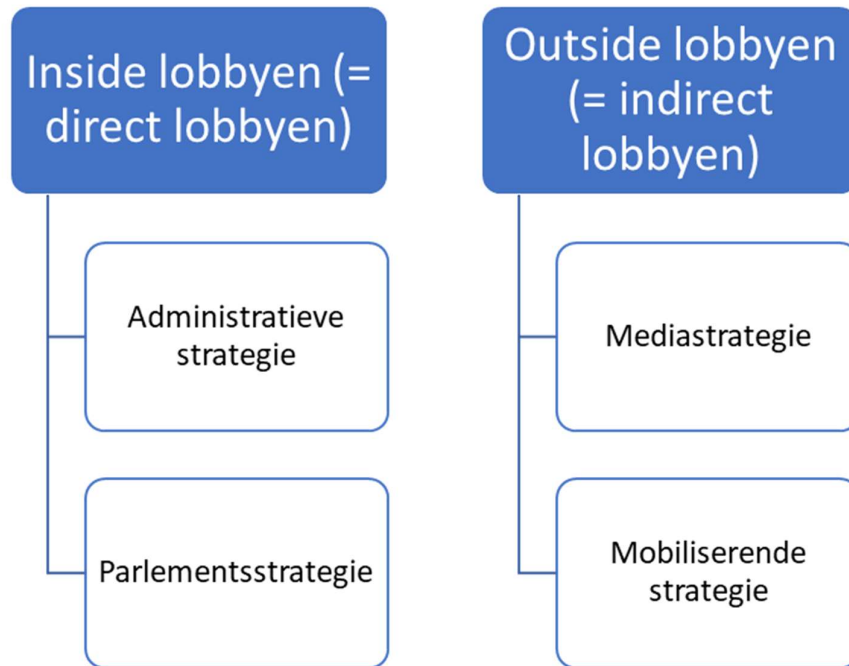 Inside lobbyen (=
direct lobbyen)
Administratieve
strategie
Parlementsstrategie
Outside lobbyen
(= indirect
lobbyen)
Mediastrategie
Mobiliserende
strategie